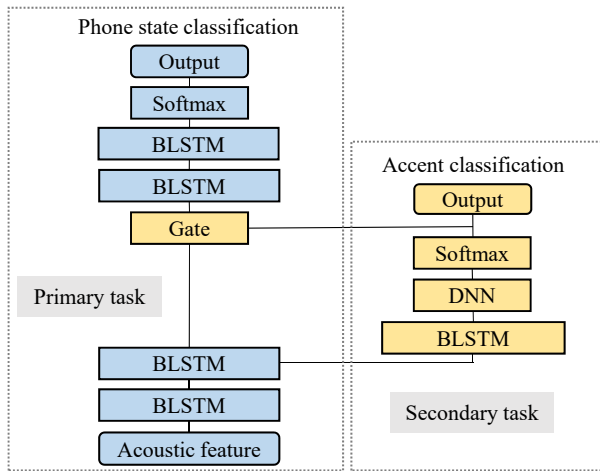 Phone state classification
Output
Softmax
BLSTM
BLSTM
Gate
Primary task
BLSTM
BLSTM
Acoustic feature
Accent classification
Output
Softmax
DNN
BLSTM
Secondary task